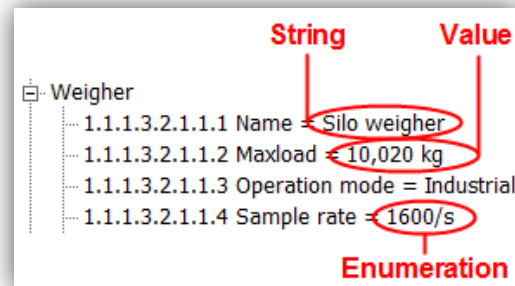 String Value
Weigher
1.1.1.3.2.1.1.1 Name = Silo weigher
1.1.1.3.2.1.1.2 Maxload = 10,020 kg
1.1.1.3.2.1.1.3 Operation mode = Industrial
1.1.1.3.2.1.1.4 Sample rate = 1600/s
Enumeration